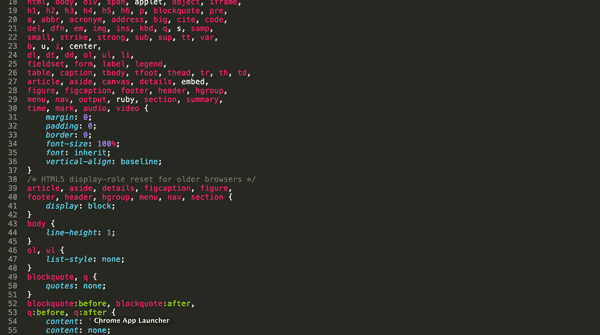 18 html, body, div, span, applet, object, iframe,
19 h1, h2, h3, h4, h5, h6, p, blockquote, pre,
20 a, abbr, acronym, address, big, cite, code,
21 del, dfn, em, img, ins, kbd, q, s, samp,
22 small, strike, strong, sub, sup, tt, var,
23 b, u, i, center,
24 dl, dt, dd, ol, ul, li,
25 fieldset, form, label, legend,
26 table, caption, tbody, tfoot, thead, tr, th, td,
27 article, aside, canvas, details, embed,
28 figure, figcaption, footer, header, hgroup,
29 menu, nav, output, ruby, section, summary,
30 time, mark, audio, video {
31 margin: 0;
32 padding: 0;
33 border: 0;
34 font-size: 100%;
35 font: inherit;
36 vertical-align: baseline;
37 }
38 /* HTML5 display-role reset for older browsers */
39 article, aside, details, figcaption, figure,
40 footer, header, hgroup, menu, nav, section {
41 display: block;
42 }
43 body {
44 line-height: 1;
45 }
46 ol, ul {
47 list-style: none;
48 }
49 blockquote, q {
50 quotes: none;
51 }
52 blockquote:before, blockquote:after,
53 q:before, q:after {
54 content: Chrome App Launcher
55 content: none;